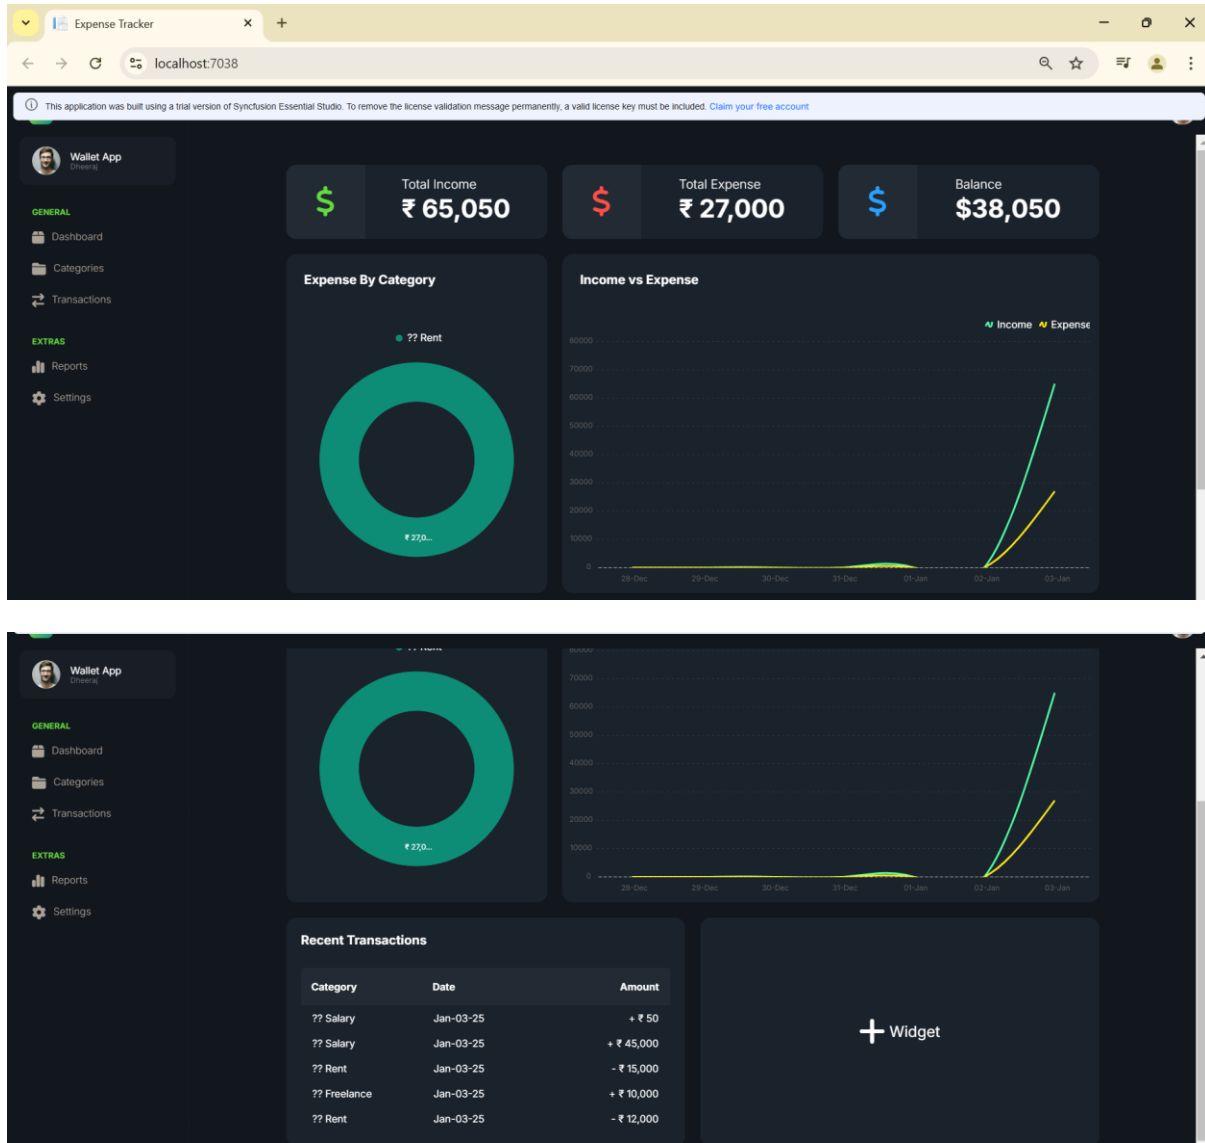 Expense Tracker
localhost:7038
This application was built using a trial version of Syncfusion Essential Studio. To remove the license validation message permanently, a valid license key must be included. Claim your free account
Wallet App
Dheeraj
GENERAL
Dashboard
Categories
Transactions
EXTRAS
Reports
Settings
Total Income
₹ 65,050
Total Expense
₹ 27,000
Balance
$38,050
Expense By Category
?? Rent
₹ 27,0...
Income vs Expense
Income Expense
80000
70000
60000
50000
40000
30000
20000
10000
0
28-Dec 29-Dec 30-Dec 31-Dec 01-Jan 02-Jan 03-Jan
Wallet App
Dheeraj
GENERAL
Dashboard
Categories
Transactions
EXTRAS
Reports
Settings
?? Rent
₹ 27,0...
80000
70000
60000
50000
40000
30000
20000
10000
0
28-Dec 29-Dec 30-Dec 31-Dec 01-Jan 02-Jan 03-Jan
Recent Transactions
Category Date Amount
?? Salary Jan-03-25 + ₹ 50
?? Salary Jan-03-25 + ₹ 45,000
?? Rent Jan-03-25 - ₹ 15,000
?? Freelance Jan-03-25 + ₹ 10,000
?? Rent Jan-03-25 - ₹ 12,000
Widget